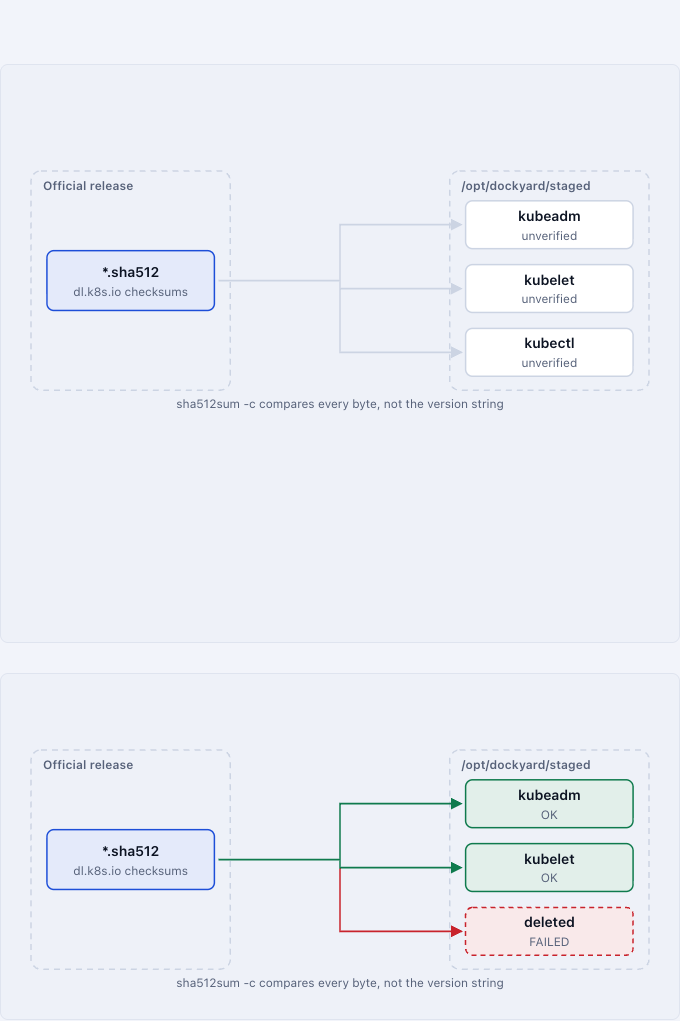 Official release
/opt/dockyard/staged
kubeadm
unverified
*.sha512
dl.k8s.io checksums
kubelet
unverified
kubectl
unverified
sha512sum -c compares every byte, not the version string
Official release
/opt/dockyard/staged
kubeadm
OK
*.sha512
dl.k8s.io checksums
kubelet
OK
deleted
FAILED
sha512sum -c compares every byte, not the version string